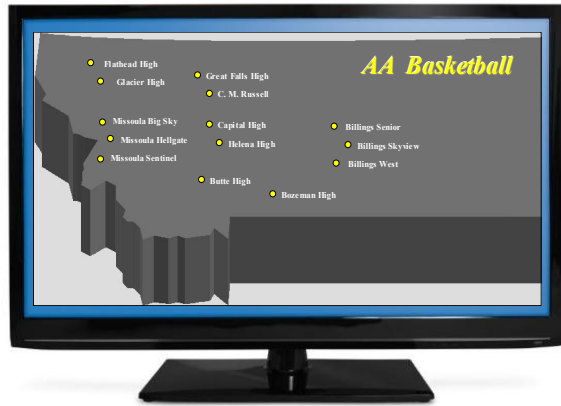 AA Basketball
Flathead High
Glacier High
Great Falls High
C. M. Russell
Missoula Big Sky
Missoula Hellgate
Missoula Sentinel
Capital High
Helena High
Billings Senior
Billings Skyview
Billings West
Butte High
Bozeman High